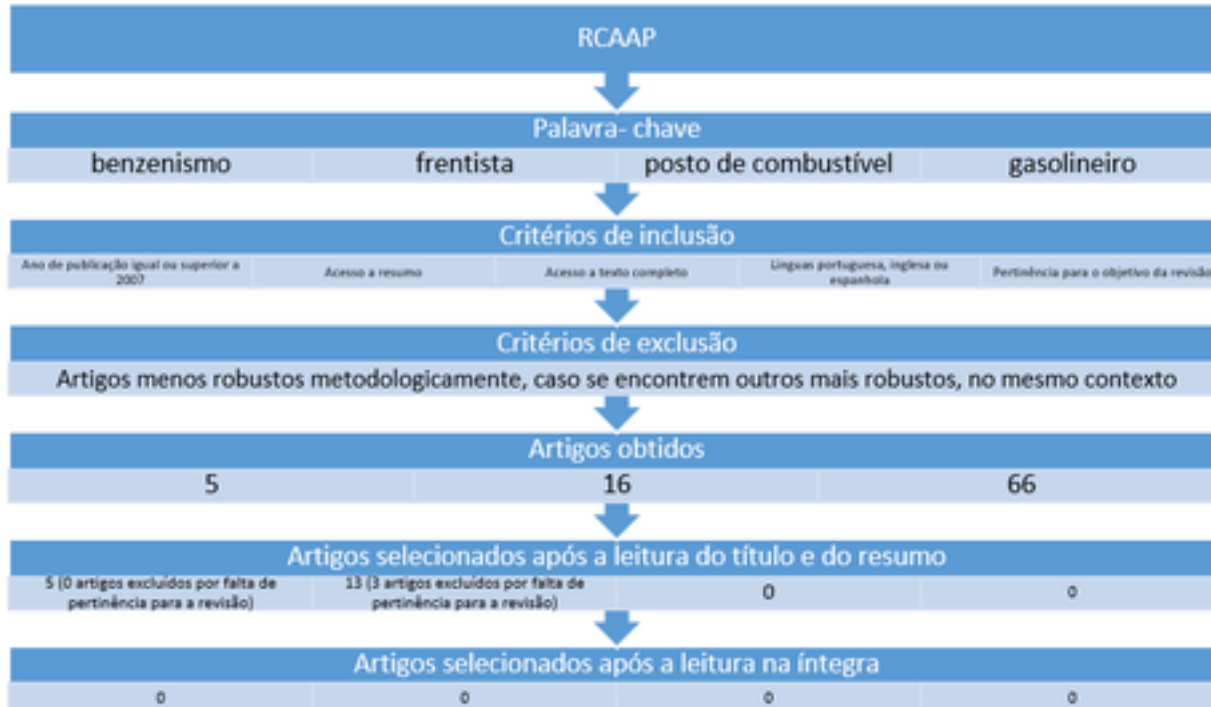 RCAAP
Palavra- chave
benzenismo frentista posto de combustível gasolineiro
Critérios de inclusão
Ano de publicação igual ou superior a
2007
Acesso a resumo
Acesso a texto completo
Línguas portuguesa, inglesa ou
espanhola
Pertinência para o objetivo da revisão
Critérios de exclusão
Artigos menos robustos metodologicamente, caso se encontrem outros mais robustos, no mesmo contexto
Artigos obtidos
5 16 66
Artigos selecionados após a leitura do título e do resumo
5 (0 artigos excluídos por falta de
pertinência para a revisão)
13 (3 artigos excluídos por falta de
pertinência para a revisão)
0
0
Artigos selecionados após a leitura na íntegra
0 0 0 0